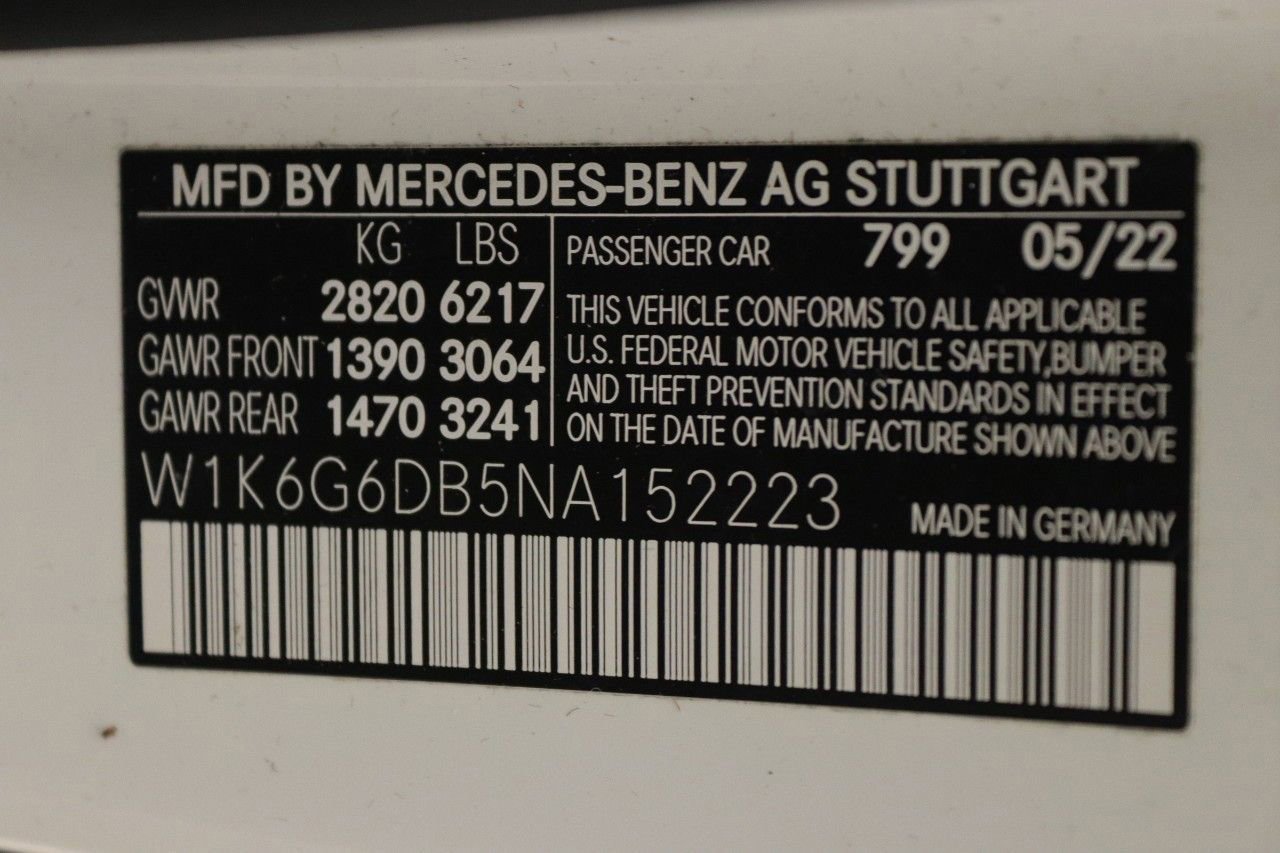 MFD BY MERCEDES-BENZ AG STUTTGART
KG LBS
GVWR 2820 6217
GAWR FRONT 1390 3064
GAWR REAR 1470 3241
PASSENGER CAR 799 05/22
THIS VEHICLE CONFORMS TO ALL APPLICABLE
U.S. FEDERAL MOTOR VEHICLE SAFETY,BUMPER
AND THEFT PREVENTION STANDARDS IN EFFECT
ON THE DATE OF MANUFACTURE SHOWN ABOVE
W1K6G6DB5NA152223
MADE IN GERMANY